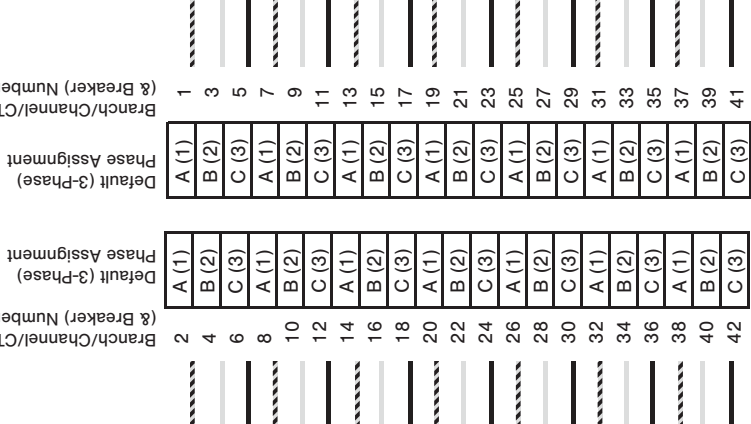 Branch/Channel/CT
(& Breaker) Number
1 3 5 7 9 11 13 15 17 19 21 23 25 27 29 31 33 35 37 39 41
Default (3-Phase)
Phase Assignment
A (1) B (2) C (3) A (1) B (2) C (3) A (1) B (2) C (3) A (1) B (2) C (3) A (1) B (2) C (3) A (1) B (2) C (3) A (1) B (2) C (3)
Default (3-Phase)
Phase Assignment
A (1) B (2) C (3) A (1) B (2) C (3) A (1) B (2) C (3) A (1) B (2) C (3) A (1) B (2) C (3) A (1) B (2) C (3) A (1) B (2) C (3)
Branch/Channel/CT
(& Breaker) Number
2 4 6 8 10 12 14 16 18 20 22 24 26 28 30 32 34 36 38 40 42